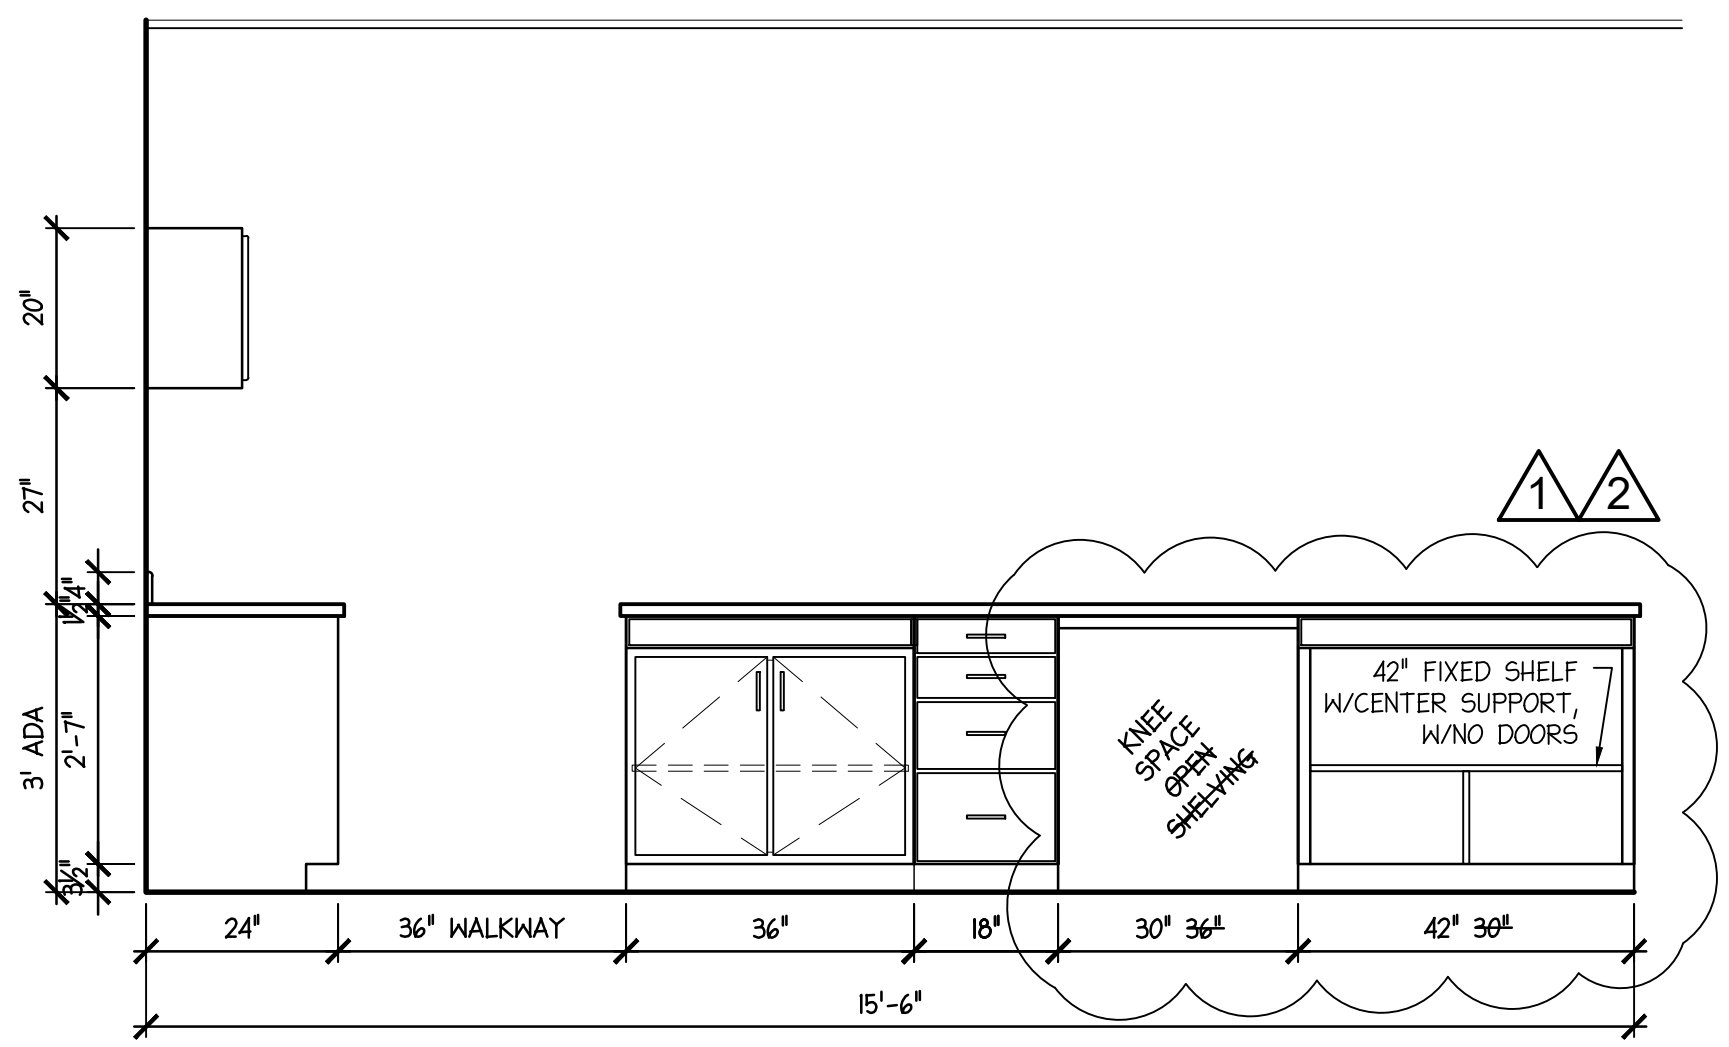 20"
27"
4"
1½"
3' ADA
2'-7"
3½"
1
2
42" FIXED SHELF
W/CENTER SUPPORT,
W/NO DOORS
KNEE
SPACE
OPEN
SHELVING
24"
36" WALKWAY
36"
18"
30" 36"
42" 30"
15'-6"